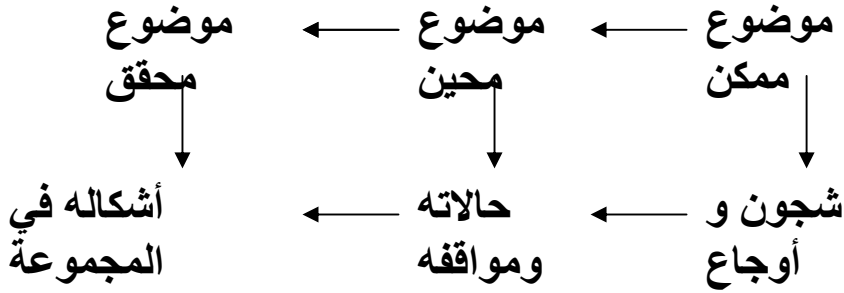 موضوع موضوع موضوع
ممكن محين محقق
شجون و حالاته أشكاله في
أوجاع ومواقفه المجموعة